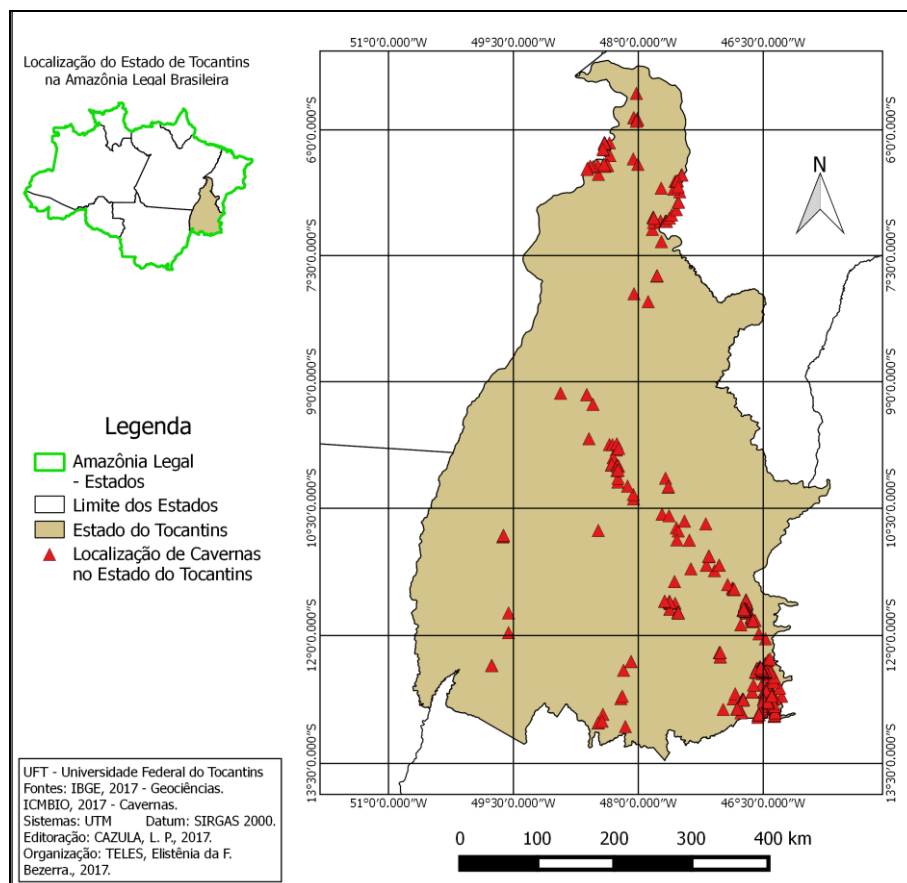 Localização do Estado de Tocantins
na Amazônia Legal Brasileira
51°0'0.000"W
49°30'0.000"W
48°0'0.000"W
46°30'0.000"W
6°0'0.000"S
6°0'0.000"S
7°30'0.000"S
7°30'0.000"S
9°0'0.000"S
9°0'0.000"S
10°30'0.000"S
10°30'0.000"S
12°0'0.000"S
12°0'0.000"S
13°30'0.000"S
13°30'0.000"S
N
Legenda
Amazônia Legal
- Estados
Limite dos Estados
Estado do Tocantins
Localização de Cavernas
no Estado do Tocantins
UFT - Universidade Federal do Tocantins
Fontes: IBGE, 2017 - Geociências.
ICMBIO, 2017 - Cavernas.
Sistemas: UTM Datum: SIRGAS 2000.
Editoração: CAZULA, L. P., 2017.
Organização: TELES, Elistênia da F.
Bezerra., 2017.
51°0'0.000"W
49°30'0.000"W
48°0'0.000"W
46°30'0.000"W
0 100 200 300 400 km